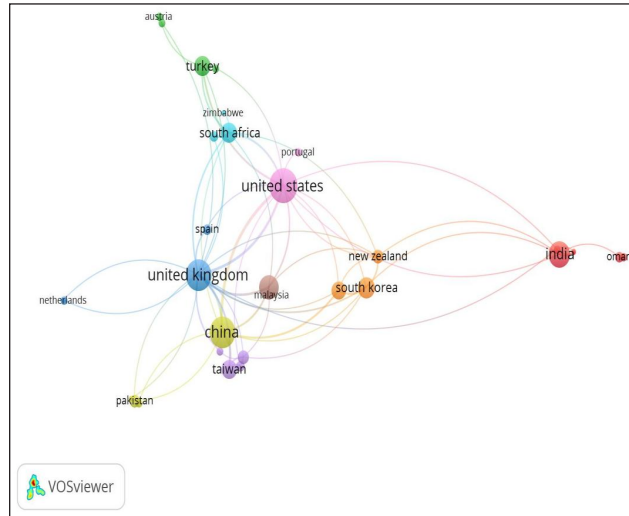 austria
turkey
zimbabwe
south africa
portugal
united states
spain
new zealand
india
oman
united kingdom
malaysia
south korea
netherlands
china
taiwan
pakistan
VOSviewer